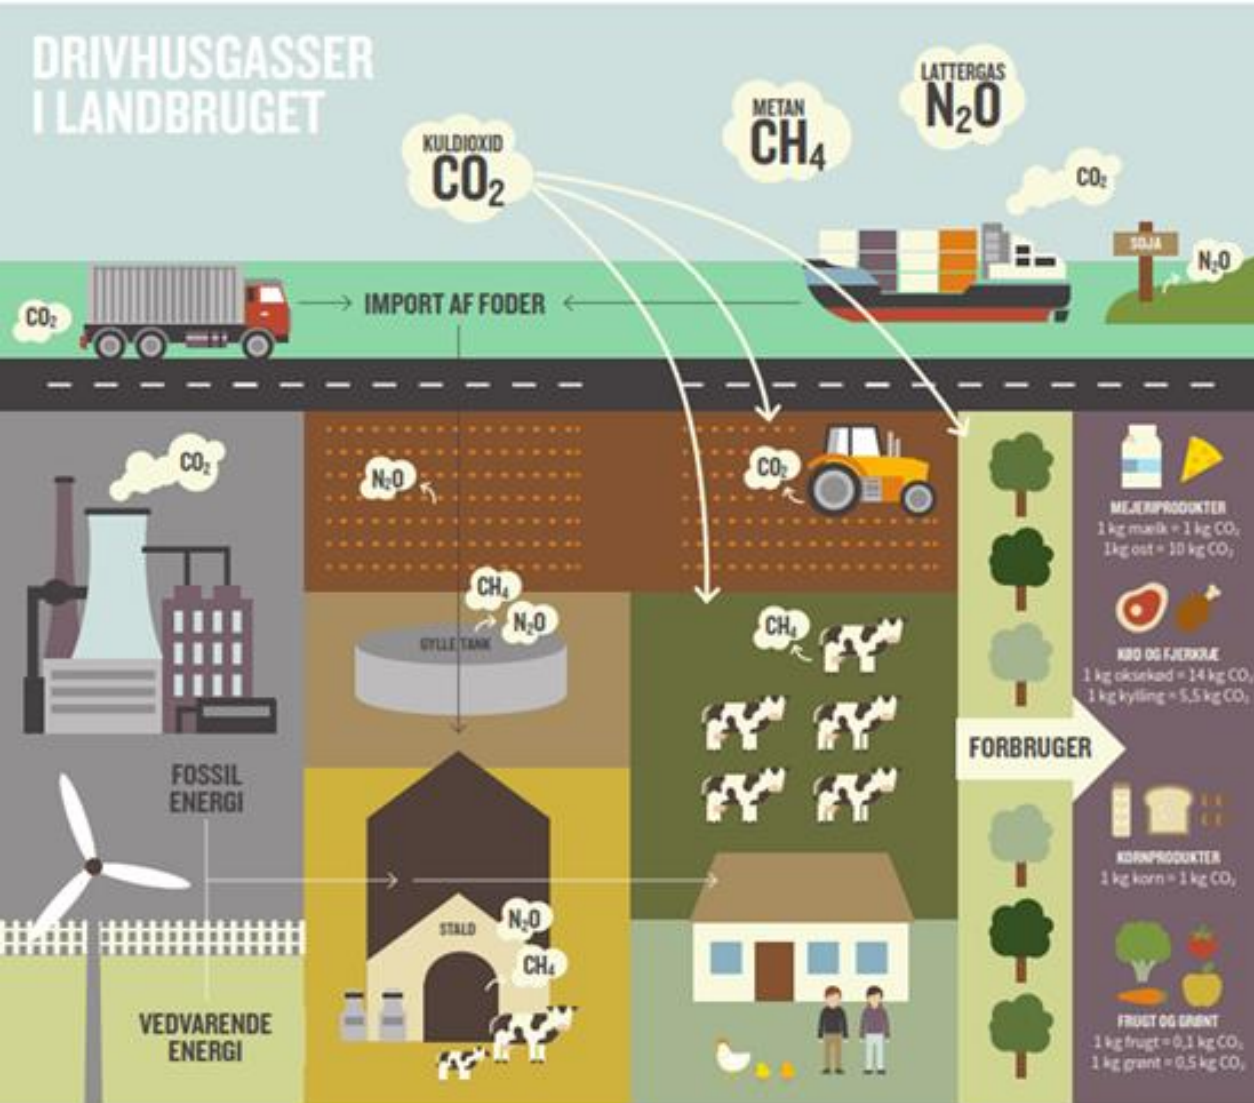 DRIVHUSGASSER
I LANDBRUGET
KULDIOXID
CO₂
METAN
CH₄
LATTERGAS
N₂O
CO₂
SOJA
N₂O
CO₂
IMPORT AF FODER
CO₂
N₂O
CO₂
CH₄
N₂O
GYLLETANK
CH₄
FOSSIL
ENERGI
STALD
N₂O
CH₄
VEDVARENDE
ENERGI
FORBRUGER
MEJERIPRODUKTER
1 kg mælk = 1 kg CO₂
1kg ost = 10 kg CO₂
KØD OG FJERKRÆ
1 kg oksekød = 14 kg CO₂
1 kg kylling = 5,5 kg CO₂
KORNPRODUKTER
1 kg korn = 1 kg CO₂
FRUGT OG GRØNT
1 kg frugt = 0,1 kg CO₂
1 kg grønt = 0,5 kg CO₂